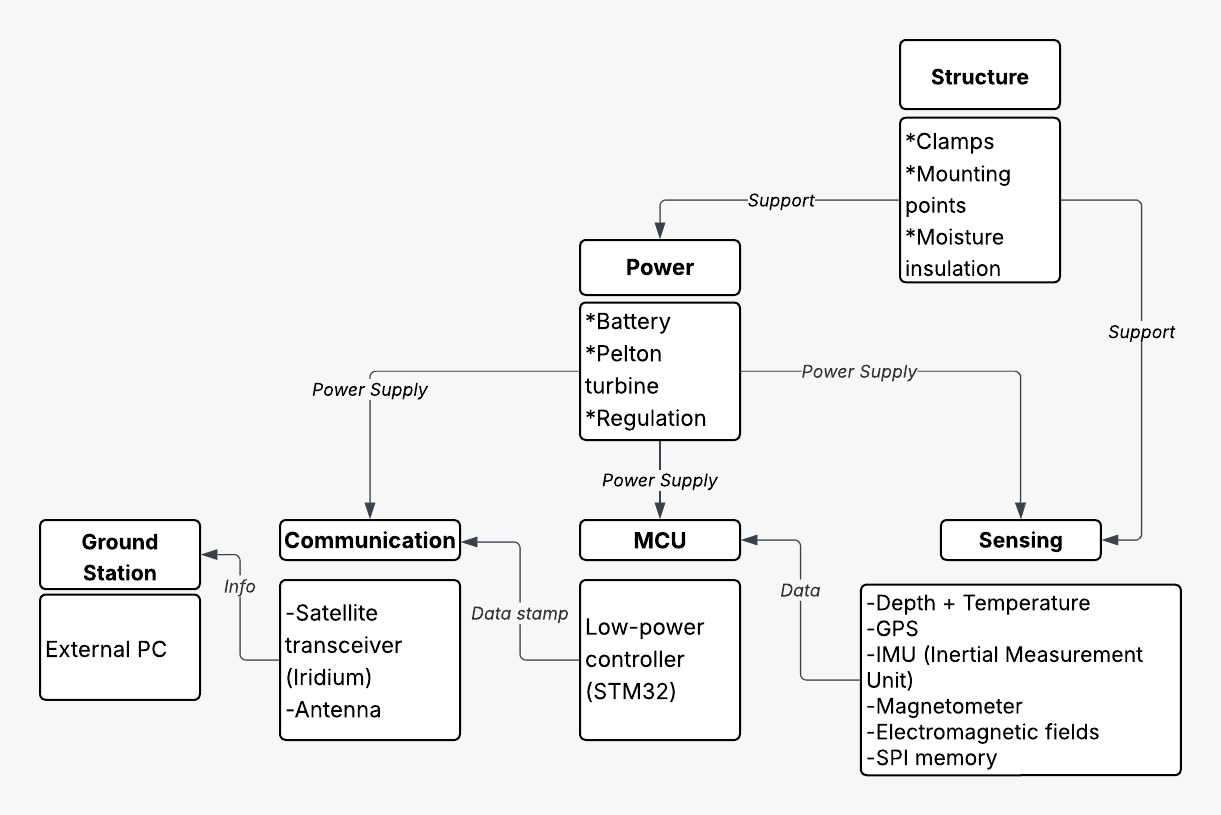 Structure
*Clamps
*Mounting
points
*Moisture
insulation
Support
Support
Power
*Battery
*Pelton
turbine
*Regulation
Power Supply
Power Supply
Power Supply
Ground
Station
External PC
Info
Communication
-Satellite
transceiver
(Iridium)
-Antenna
Data stamp
MCU
Low-power
controller
(STM32)
Data
Sensing
-Depth + Temperature
-GPS
-IMU (Inertial Measurement
Unit)
-Magnetometer
-Electromagnetic fields
-SPI memory